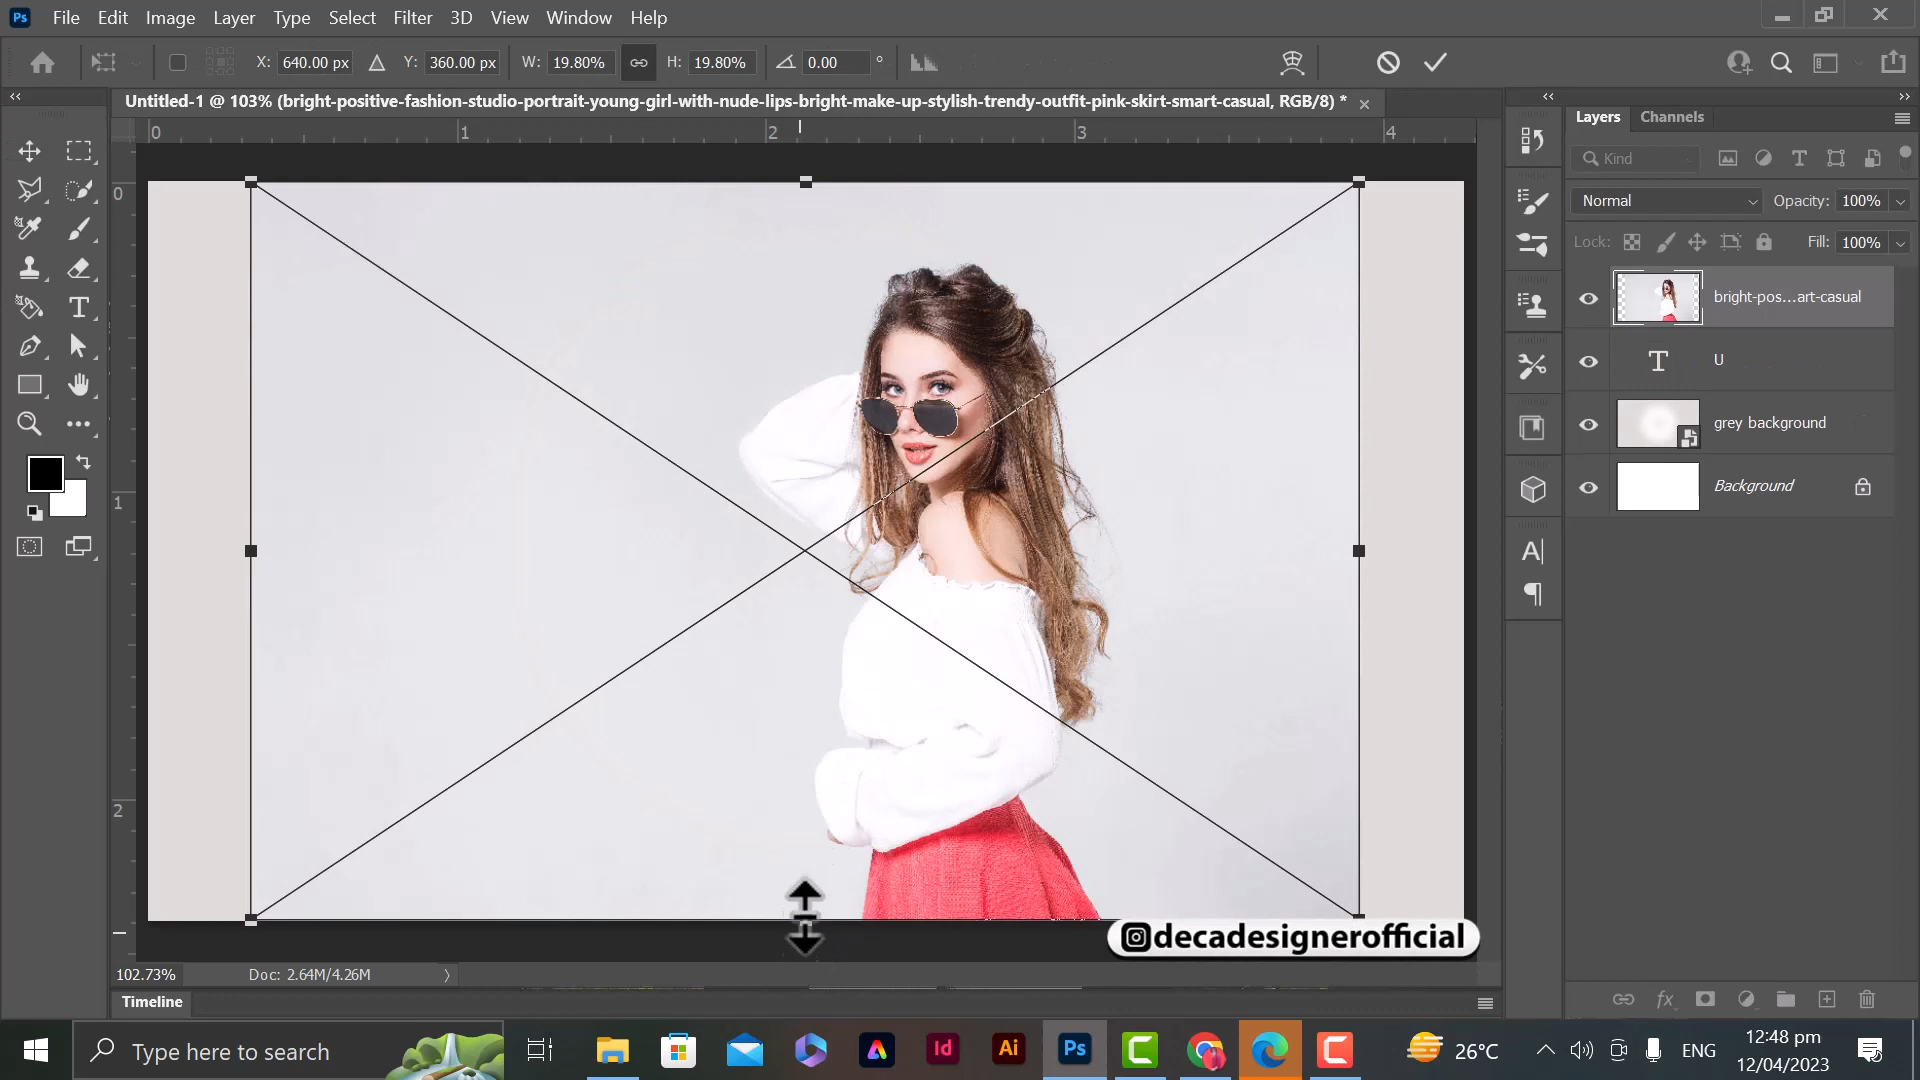 Ps File Edit Image Layer Type Select Filter 3D View Window Help
X: 640.00 px Y: 360.00 px W: 19.80% H: 19.80% 0.00 °
Untitled-1 @ 103% (bright-positive-fashion-studio-portrait-young-girl-with-nude-lips-bright-make-up-stylish-trendy-outfit-pink-skirt-smart-casual, RGB/8) *
0 1 2 3 4
Layers Channels
Kind
Normal Opacity: 100%
Lock: Fill: 100%
bright-pos...art-casual
U
grey background
Background
0
1
2
decadesignerofficial
102.73% Doc: 2.64M/4.26M
Timeline
Type here to search
Id Ai Ps
26°C
ENG
12:48 pm
12/04/2023